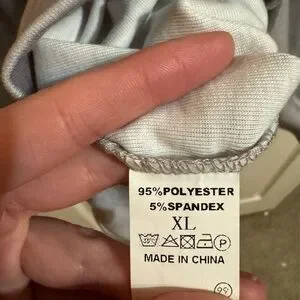 95%POLYESTER
5%SPANDEX
XL
MADE IN CHINA